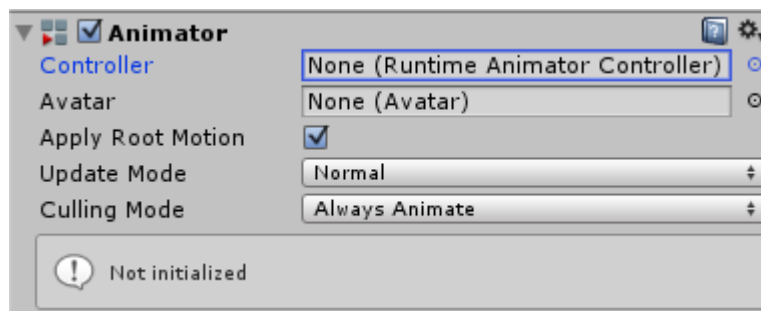 Animator
Controller None (Runtime Animator Controller)
Avatar None (Avatar)
Apply Root Motion
Update Mode Normal
Culling Mode Always Animate
Not initialized